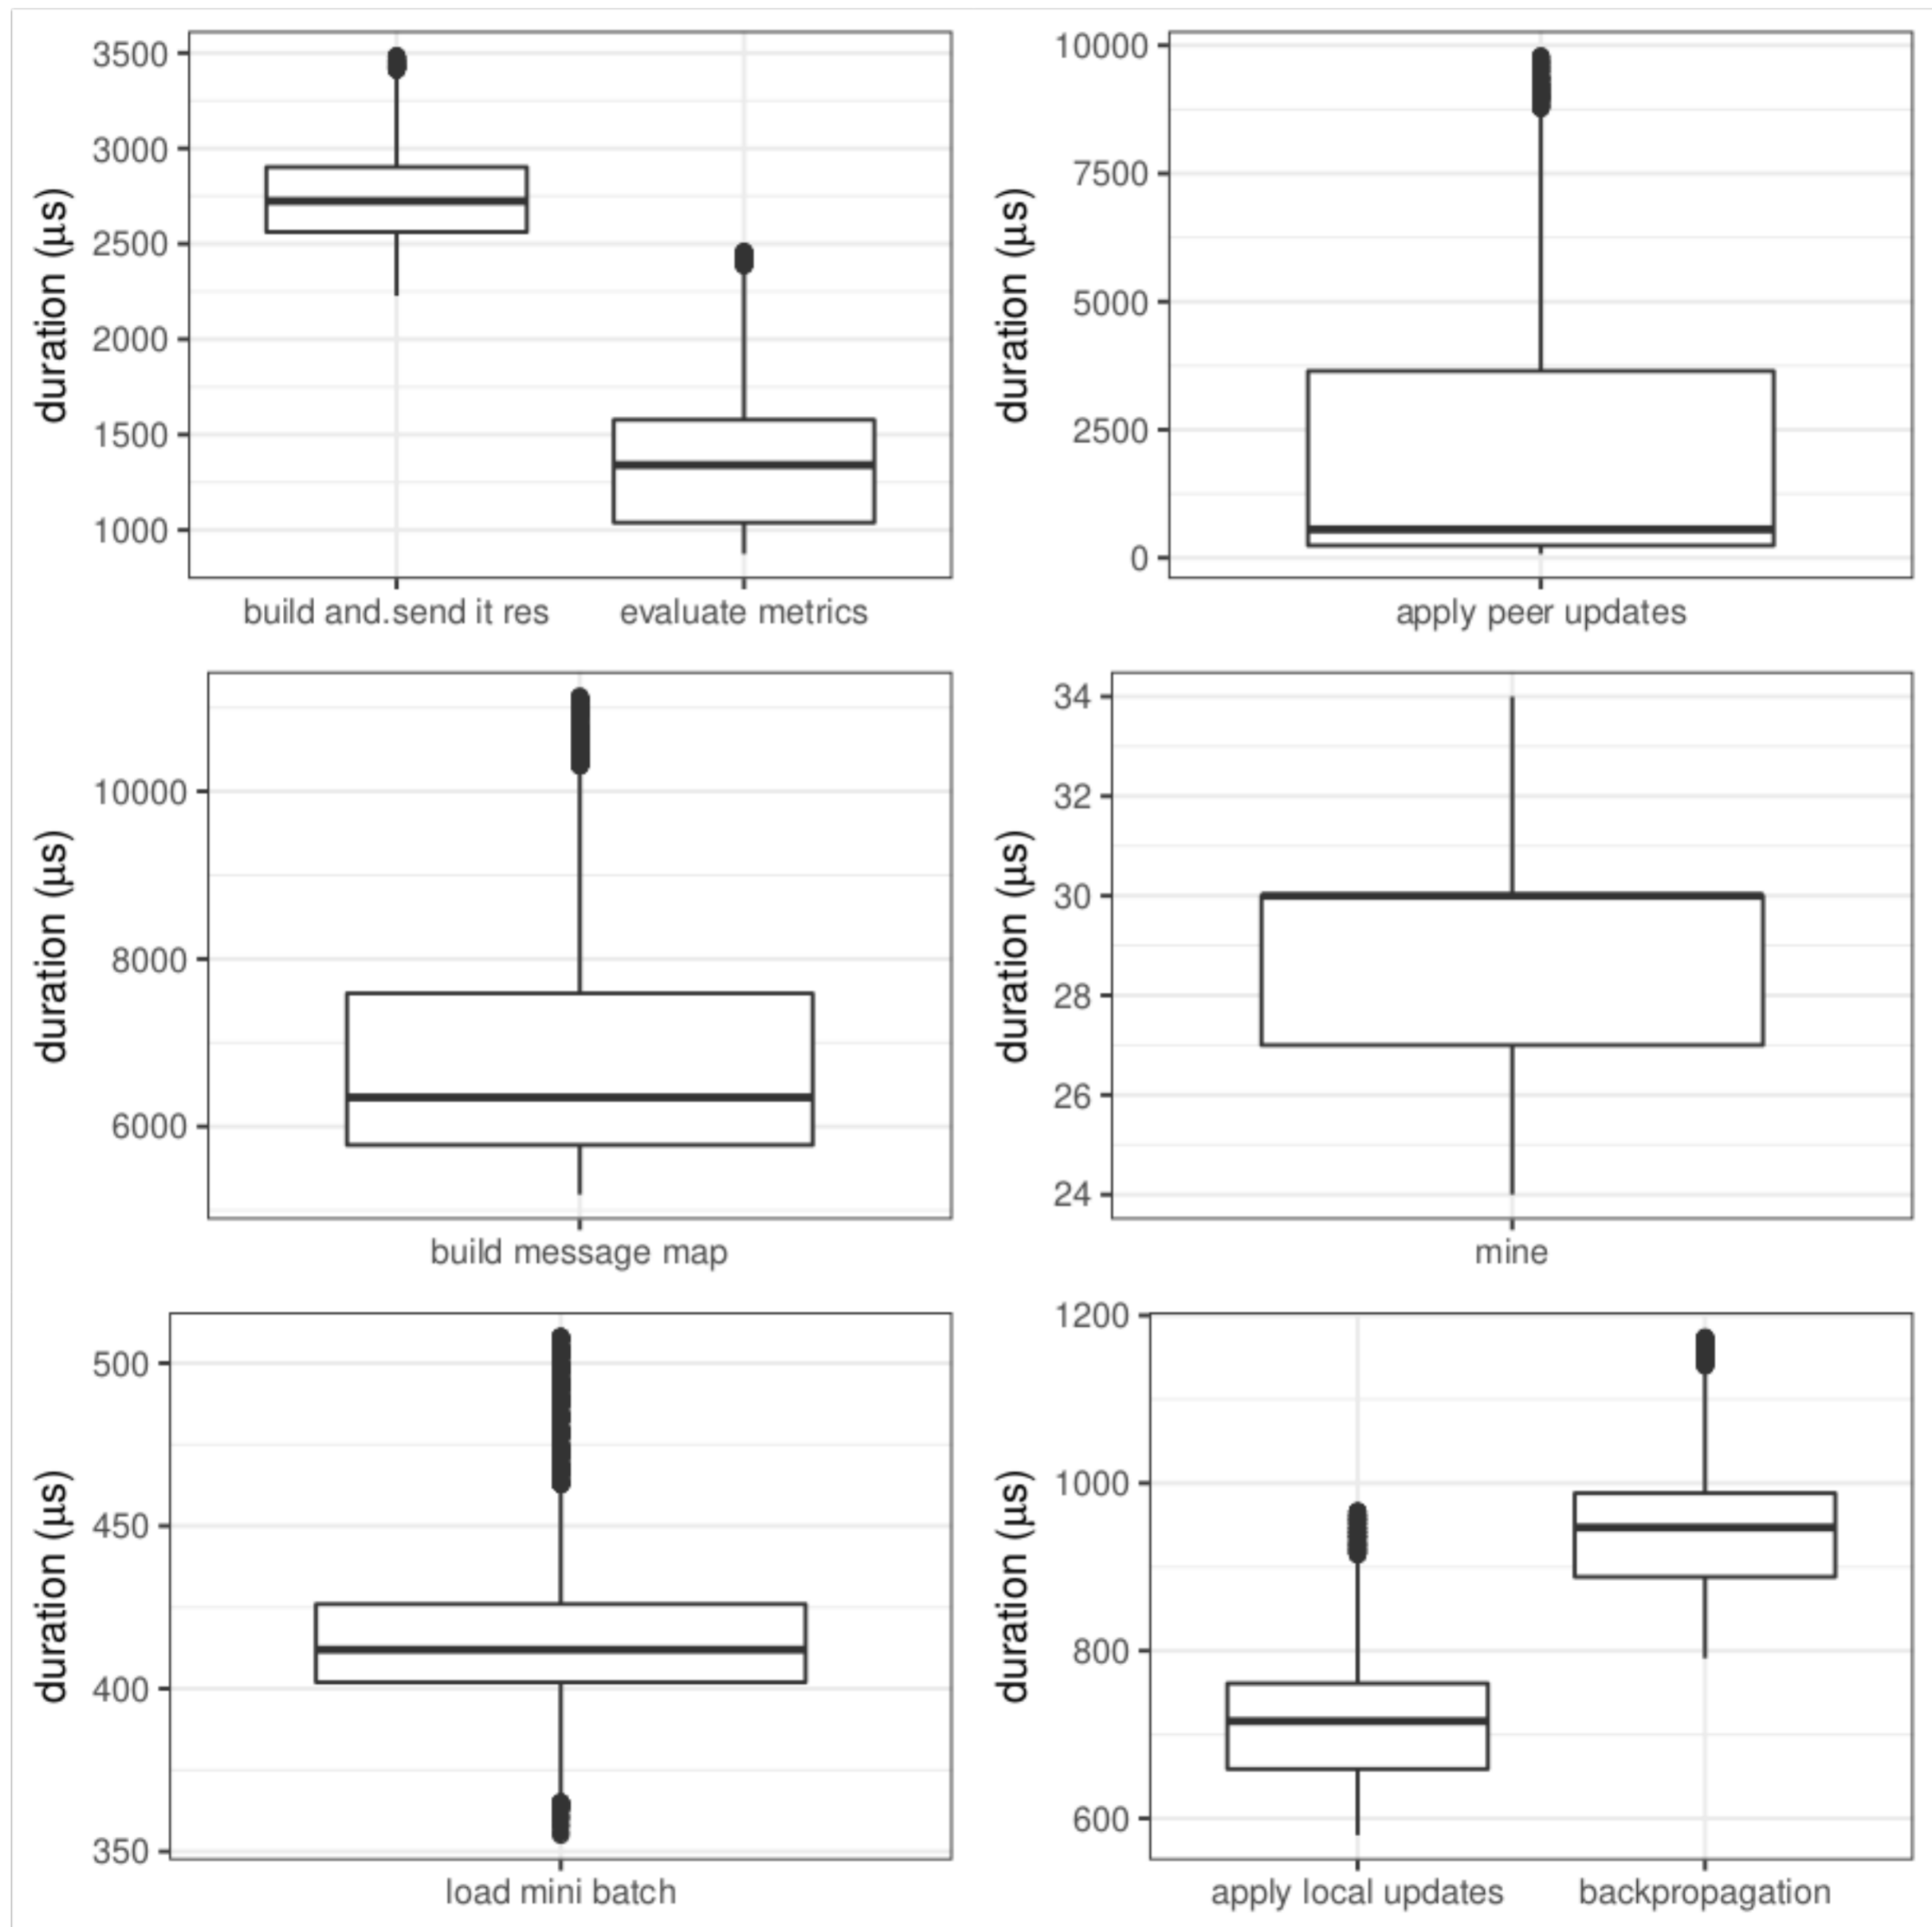 duration (µs)
3500
3000
2500
2000
1500
1000
build and.send it res
evaluate metrics
duration (µs)
10000
7500
5000
2500
0
apply peer updates
duration (µs)
10000
8000
6000
build message map
duration (µs)
34
32
30
28
26
24
mine
duration (µs)
500
450
400
350
load mini batch
duration (µs)
1200
1000
800
600
apply local updates
backpropagation